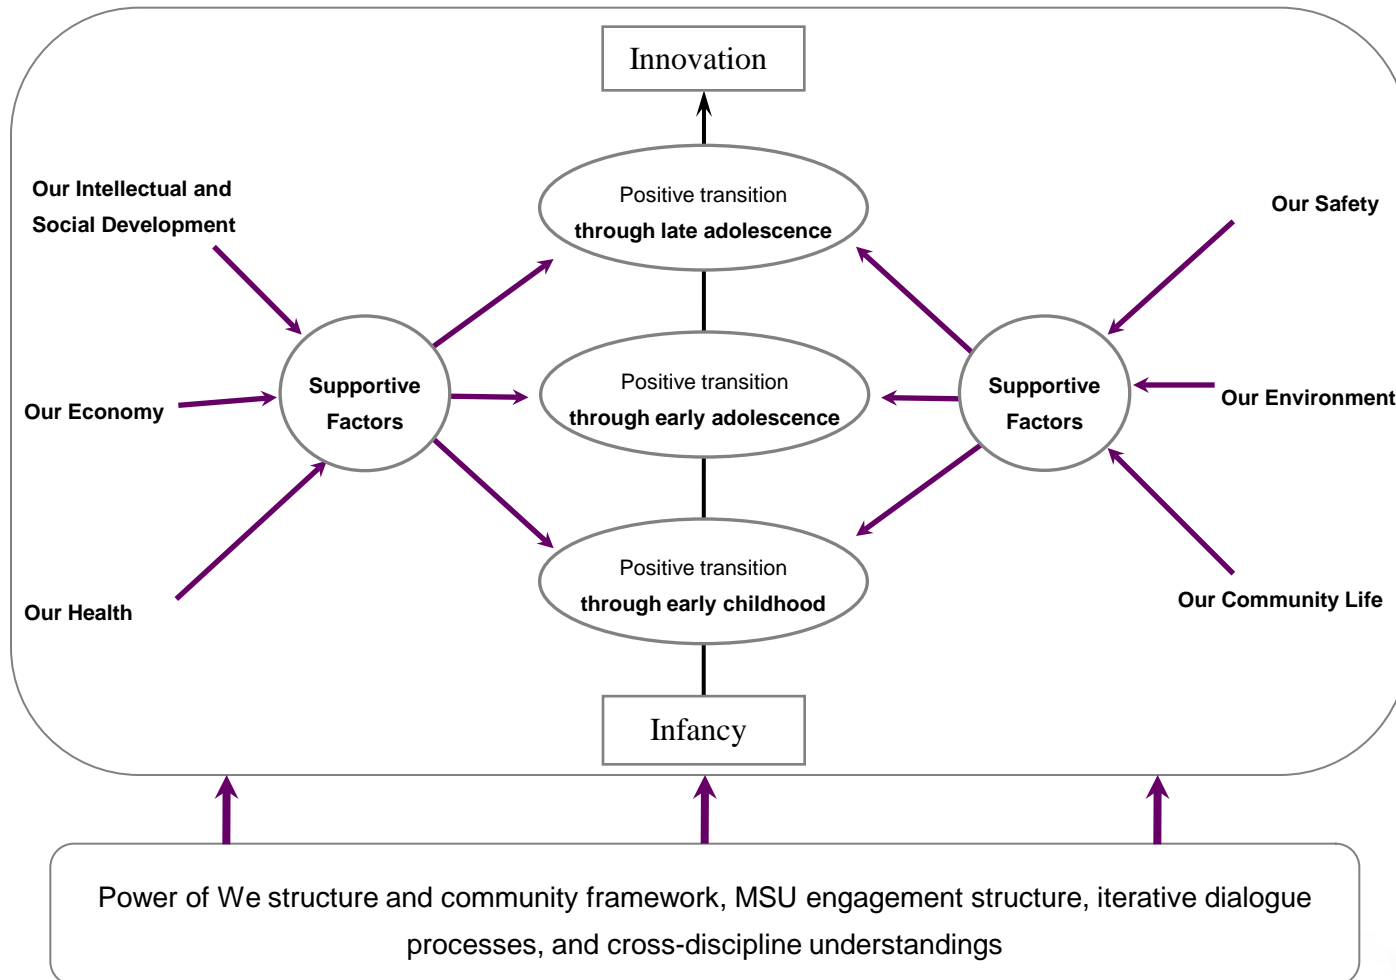 Innovation
Our Intellectual and
Social Development
Positive transition
through late adolescence
Our Safety
Supportive
Factors
Our Economy
Positive transition
through early adolescence
Supportive
Factors
Our Environment
Our Health
Positive transition
through early childhood
Our Community Life
Infancy
Power of We structure and community framework, MSU engagement structure, iterative dialogue
processes, and cross-discipline understandings